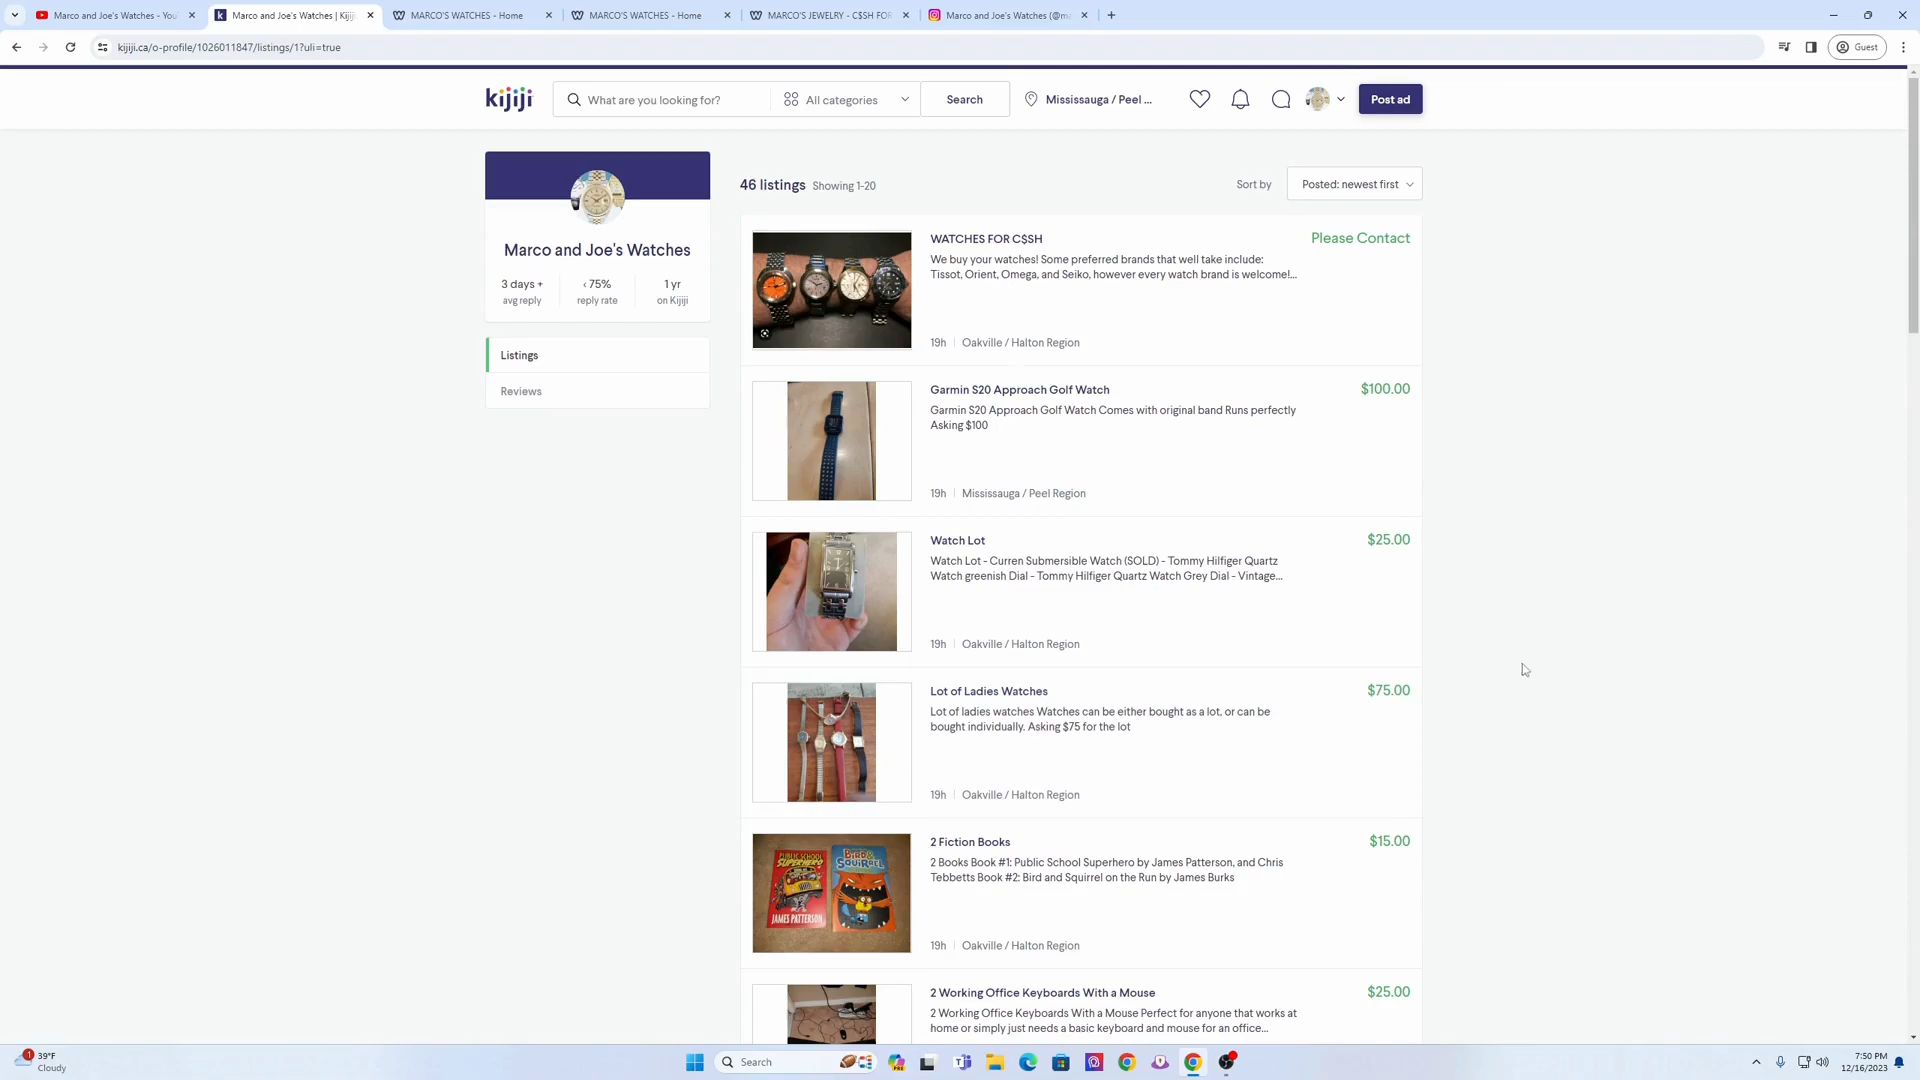 Marco and Joe's Watches - You
Marco and Joe's Watches | Kijiji
MARCO'S WATCHES - Home
MARCO'S WATCHES - Home
MARCO'S JEWELRY - C$SH FOR
Marco and Joe's Watches (@ma
kijiji.ca/o-profile/1026011847/listings/1?uli=true
Guest
kijiji
What are you looking for?
All categories
Search
Mississauga / Peel ...
Post ad
Marco and Joe's Watches
3 days +
avg reply
< 75%
reply rate
1 yr
on Kijiji
Listings
Reviews
46 listings Showing 1-20
Sort by
Posted: newest first
WATCHES FOR C$SH
Please Contact
We buy your watches! Some preferred brands that well take include:
Tissot, Orient, Omega, and Seiko, however every watch brand is welcome!...
19h | Oakville / Halton Region
Garmin S20 Approach Golf Watch
$100.00
Garmin S20 Approach Golf Watch Comes with original band Runs perfectly
Asking $100
19h | Mississauga / Peel Region
Watch Lot
$25.00
Watch Lot - Curren Submersible Watch (SOLD) - Tommy Hilfiger Quartz
Watch greenish Dial - Tommy Hilfiger Quartz Watch Grey Dial - Vintage...
19h | Oakville / Halton Region
Lot of Ladies Watches
$75.00
Lot of ladies watches Watches can be either bought as a lot, or can be
bought individually. Asking $75 for the lot
19h | Oakville / Halton Region
PUBLIC SCHOOL
SUPERHERO
JAMES PATTERSON
BIRD &
SQUIRREL
2 Fiction Books
$15.00
2 Books Book #1: Public School Superhero by James Patterson, and Chris
Tebbetts Book #2: Bird and Squirrel on the Run by James Burks
19h | Oakville / Halton Region
2 Working Office Keyboards With a Mouse
$25.00
2 Working Office Keyboards With a Mouse Perfect for anyone that works at
home or simply just needs a basic keyboard and mouse for an office...
1
39°F
Cloudy
Search
PRE
7:50 PM
12/16/2023